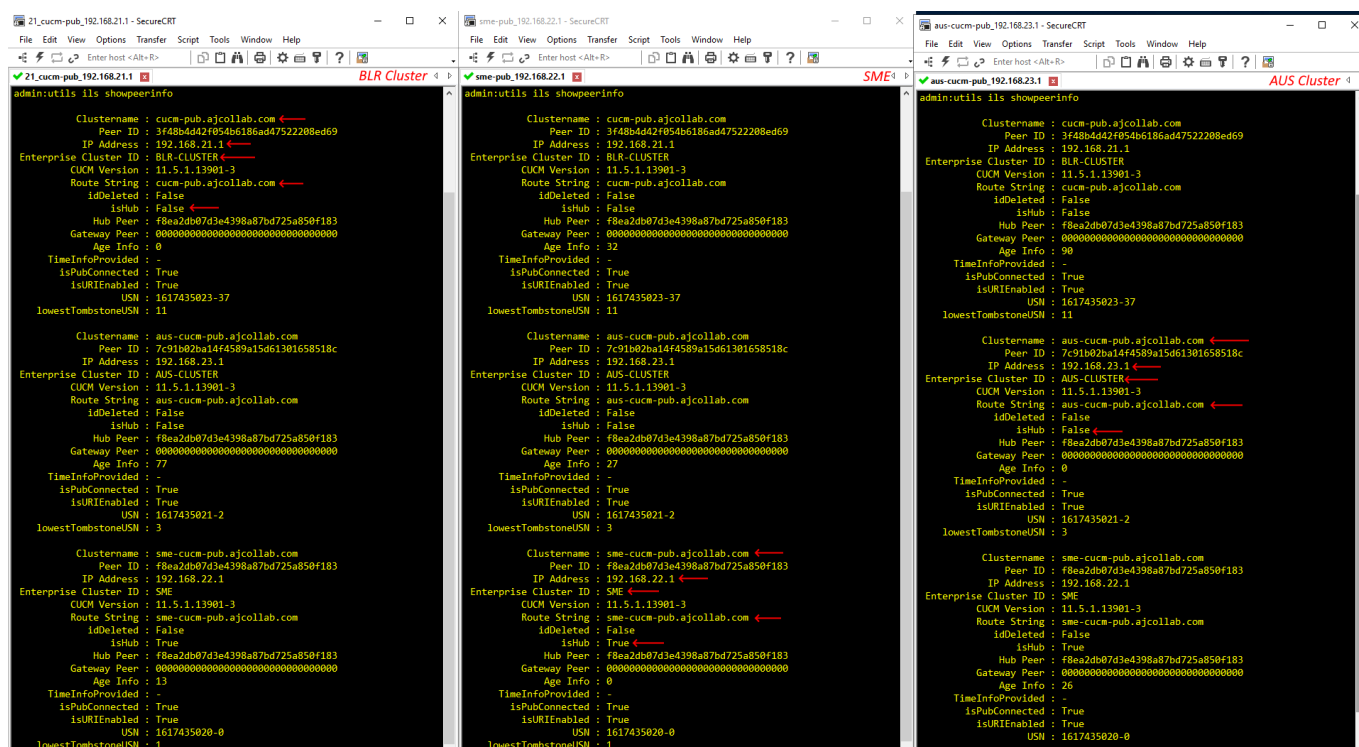 21_cucm-pub_192.168.21.1 - SecureCRT
File Edit View Options Transfer Script Tools Window Help
Enter host <Alt+R>
21_cucm-pub_192.168.21.1
BLR Cluster
admin:utils ils showpeerinfo
Clustername : cucm-pub.ajcollab.com
Peer ID : 3f48b4d42f054b6186ad47522208ed69
IP Address : 192.168.21.1
Enterprise Cluster ID : BLR-CLUSTER
CUCM Version : 11.5.1.13901-3
Route String : cucm-pub.ajcollab.com
idDeleted : False
isHub : False
Hub Peer : f8ea2db07d3e4398a87bd725a850f183
Gateway Peer : 00000000000000000000000000000000
Age Info : 0
TimeInfoProvided : -
isPubConnected : True
isURIEnabled : True
USN : 1617435023-37
lowestTombstoneUSN : 11
Clustername : aus-cucm-pub.ajcollab.com
Peer ID : 7c91b02ba14f4589a15d61301658518c
IP Address : 192.168.23.1
Enterprise Cluster ID : AUS-CLUSTER
CUCM Version : 11.5.1.13901-3
Route String : aus-cucm-pub.ajcollab.com
idDeleted : False
isHub : False
Hub Peer : f8ea2db07d3e4398a87bd725a850f183
Gateway Peer : 00000000000000000000000000000000
Age Info : 77
TimeInfoProvided : -
isPubConnected : True
isURIEnabled : True
USN : 1617435021-2
lowestTombstoneUSN : 3
Clustername : sme-cucm-pub.ajcollab.com
Peer ID : f8ea2db07d3e4398a87bd725a850f183
IP Address : 192.168.22.1
Enterprise Cluster ID : SME
CUCM Version : 11.5.1.13901-3
Route String : sme-cucm-pub.ajcollab.com
idDeleted : False
isHub : True
Hub Peer : f8ea2db07d3e4398a87bd725a850f183
Gateway Peer : 00000000000000000000000000000000
Age Info : 13
TimeInfoProvided : -
isPubConnected : True
isURIEnabled : True
USN : 1617435020-0
lowestTombstoneUSN : 1
sme-pub_192.168.22.1 - SecureCRT
File Edit View Options Transfer Script Tools Window Help
Enter host <Alt+R>
sme-pub_192.168.22.1
SME
admin:utils ils showpeerinfo
Clustername : cucm-pub.ajcollab.com
Peer ID : 3f48b4d42f054b6186ad47522208ed69
IP Address : 192.168.21.1
Enterprise Cluster ID : BLR-CLUSTER
CUCM Version : 11.5.1.13901-3
Route String : cucm-pub.ajcollab.com
idDeleted : False
isHub : False
Hub Peer : f8ea2db07d3e4398a87bd725a850f183
Gateway Peer : 00000000000000000000000000000000
Age Info : 32
TimeInfoProvided : -
isPubConnected : True
isURIEnabled : True
USN : 1617435023-37
lowestTombstoneUSN : 11
Clustername : aus-cucm-pub.ajcollab.com
Peer ID : 7c91b02ba14f4589a15d61301658518c
IP Address : 192.168.23.1
Enterprise Cluster ID : AUS-CLUSTER
CUCM Version : 11.5.1.13901-3
Route String : aus-cucm-pub.ajcollab.com
idDeleted : False
isHub : False
Hub Peer : f8ea2db07d3e4398a87bd725a850f183
Gateway Peer : 00000000000000000000000000000000
Age Info : 27
TimeInfoProvided : -
isPubConnected : True
isURIEnabled : True
USN : 1617435021-2
lowestTombstoneUSN : 3
Clustername : sme-cucm-pub.ajcollab.com
Peer ID : f8ea2db07d3e4398a87bd725a850f183
IP Address : 192.168.22.1
Enterprise Cluster ID : SME
CUCM Version : 11.5.1.13901-3
Route String : sme-cucm-pub.ajcollab.com
idDeleted : False
isHub : True
Hub Peer : f8ea2db07d3e4398a87bd725a850f183
Gateway Peer : 00000000000000000000000000000000
Age Info : 0
TimeInfoProvided : -
isPubConnected : True
isURIEnabled : True
USN : 1617435020-0
lowestTombstoneUSN : 1
aus-cucm-pub_192.168.23.1 - SecureCRT
File Edit View Options Transfer Script Tools Window Help
Enter host <Alt+R>
aus-cucm-pub_192.168.23.1
AUS Cluster
admin:utils ils showpeerinfo
Clustername : cucm-pub.ajcollab.com
Peer ID : 3f48b4d42f054b6186ad47522208ed69
IP Address : 192.168.21.1
Enterprise Cluster ID : BLR-CLUSTER
CUCM Version : 11.5.1.13901-3
Route String : cucm-pub.ajcollab.com
idDeleted : False
isHub : False
Hub Peer : f8ea2db07d3e4398a87bd725a850f183
Gateway Peer : 00000000000000000000000000000000
Age Info : 90
TimeInfoProvided : -
isPubConnected : True
isURIEnabled : True
USN : 1617435023-37
lowestTombstoneUSN : 11
Clustername : aus-cucm-pub.ajcollab.com
Peer ID : 7c91b02ba14f4589a15d61301658518c
IP Address : 192.168.23.1
Enterprise Cluster ID : AUS-CLUSTER
CUCM Version : 11.5.1.13901-3
Route String : aus-cucm-pub.ajcollab.com
idDeleted : False
isHub : False
Hub Peer : f8ea2db07d3e4398a87bd725a850f183
Gateway Peer : 00000000000000000000000000000000
Age Info : 0
TimeInfoProvided : -
isPubConnected : True
isURIEnabled : True
USN : 1617435021-2
lowestTombstoneUSN : 3
Clustername : sme-cucm-pub.ajcollab.com
Peer ID : f8ea2db07d3e4398a87bd725a850f183
IP Address : 192.168.22.1
Enterprise Cluster ID : SME
CUCM Version : 11.5.1.13901-3
Route String : sme-cucm-pub.ajcollab.com
idDeleted : False
isHub : True
Hub Peer : f8ea2db07d3e4398a87bd725a850f183
Gateway Peer : 00000000000000000000000000000000
Age Info : 26
TimeInfoProvided : -
isPubConnected : True
isURIEnabled : True
USN : 1617435020-0